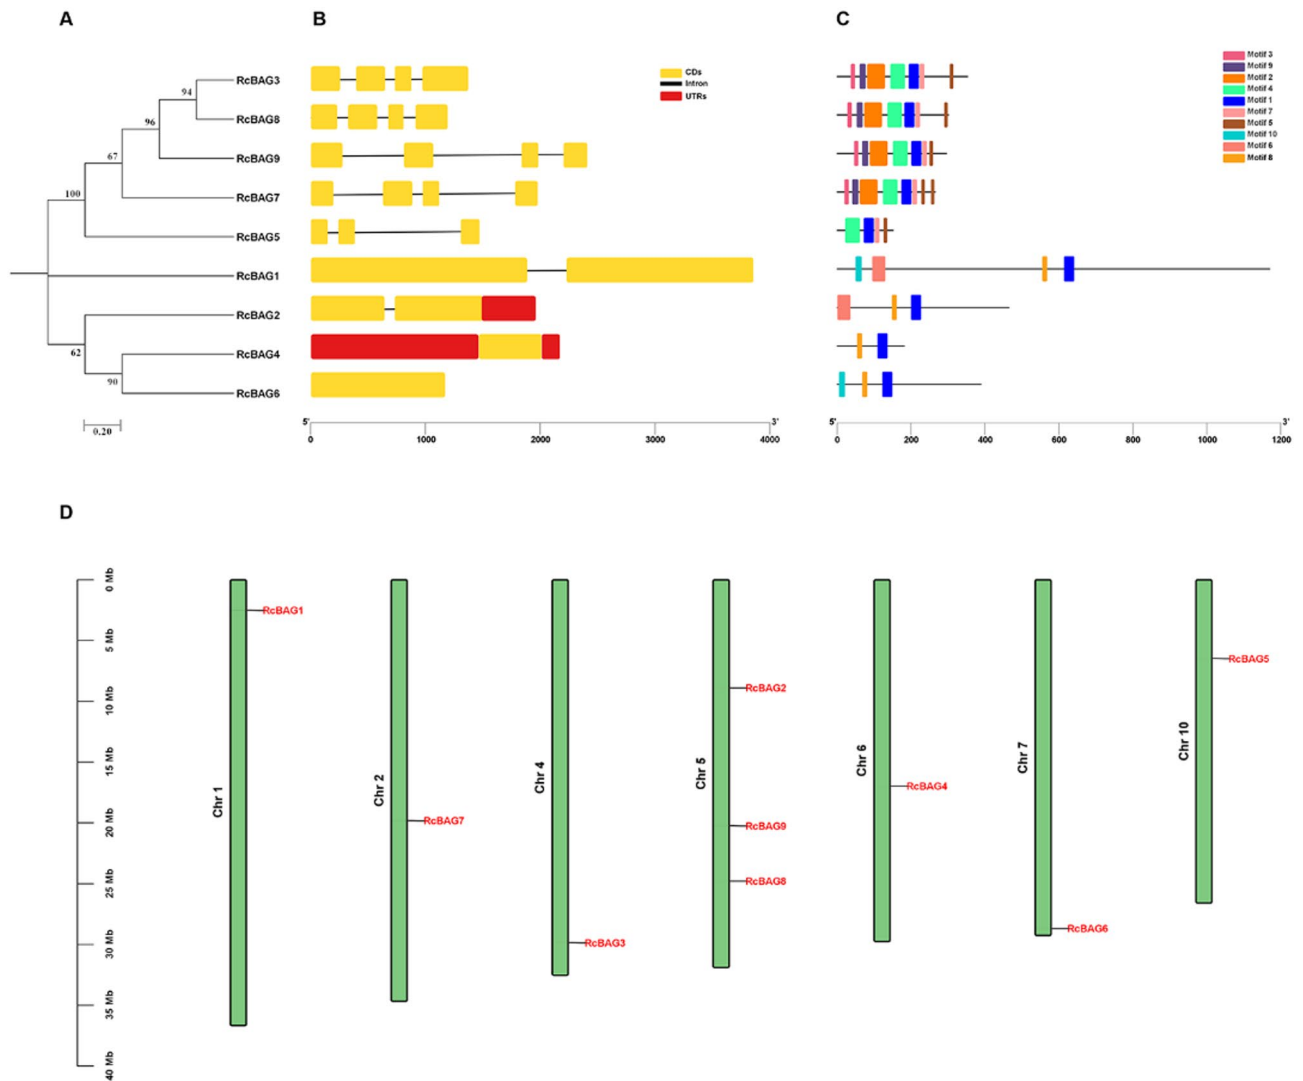 A
B
C
RcBAG3
RcBAG8
RcBAG9
RcBAG7
RcBAG5
RcBAG1
RcBAG2
RcBAG4
RcBAG6
94
96
67
100
62
90
0.20
CDs
Intron
UTRs
5'
3'
0
1000
2000
3000
4000
Motif 3
Motif 9
Motif 2
Motif 4
Motif 1
Motif 7
Motif 5
Motif 10
Motif 6
Motif 8
5'
3'
0
200
400
600
800
1000
1200
D
0 Mb
5 Mb
10 Mb
15 Mb
20 Mb
25 Mb
30 Mb
35 Mb
40 Mb
Chr 1
RcBAG1
Chr 2
RcBAG7
Chr 4
RcBAG3
Chr 5
RcBAG2
RcBAG9
RcBAG8
Chr 6
RcBAG4
Chr 7
RcBAG6
Chr 10
RcBAG5